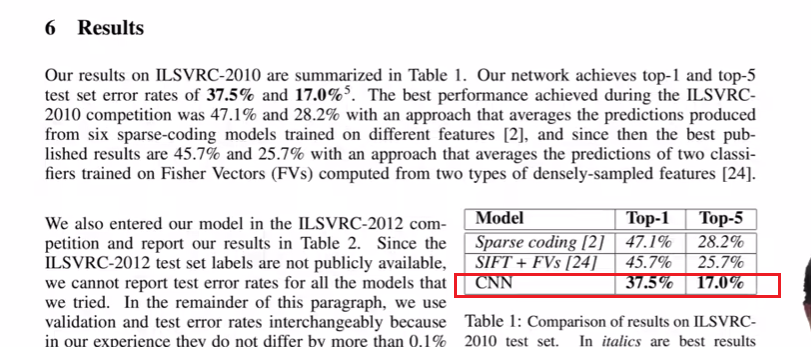 6 Results
Our results on ILSVRC-2010 are summarized in Table 1. Our network achieves top-1 and top-5
test set error rates of 37.5% and 17.0%⁵. The best performance achieved during the ILSVRC-
2010 competition was 47.1% and 28.2% with an approach that averages the predictions produced
from six sparse-coding models trained on different features [2], and since then the best pub-
lished results are 45.7% and 25.7% with an approach that averages the predictions of two classi-
fiers trained on Fisher Vectors (FVs) computed from two types of densely-sampled features [24].
We also entered our model in the ILSVRC-2012 com-
petition and report our results in Table 2. Since the
ILSVRC-2012 test set labels are not publicly available,
we cannot report test error rates for all the models that
we tried. In the remainder of this paragraph, we use
validation and test error rates interchangeably because
in our experience they do not differ by more than 0.1%
Model Top-1 Top-5
Sparse coding [2] 47.1% 28.2%
SIFT + FVs [24] 45.7% 25.7%
CNN 37.5% 17.0%
Table 1: Comparison of results on ILSVRC-
2010 test set. In italics are best results